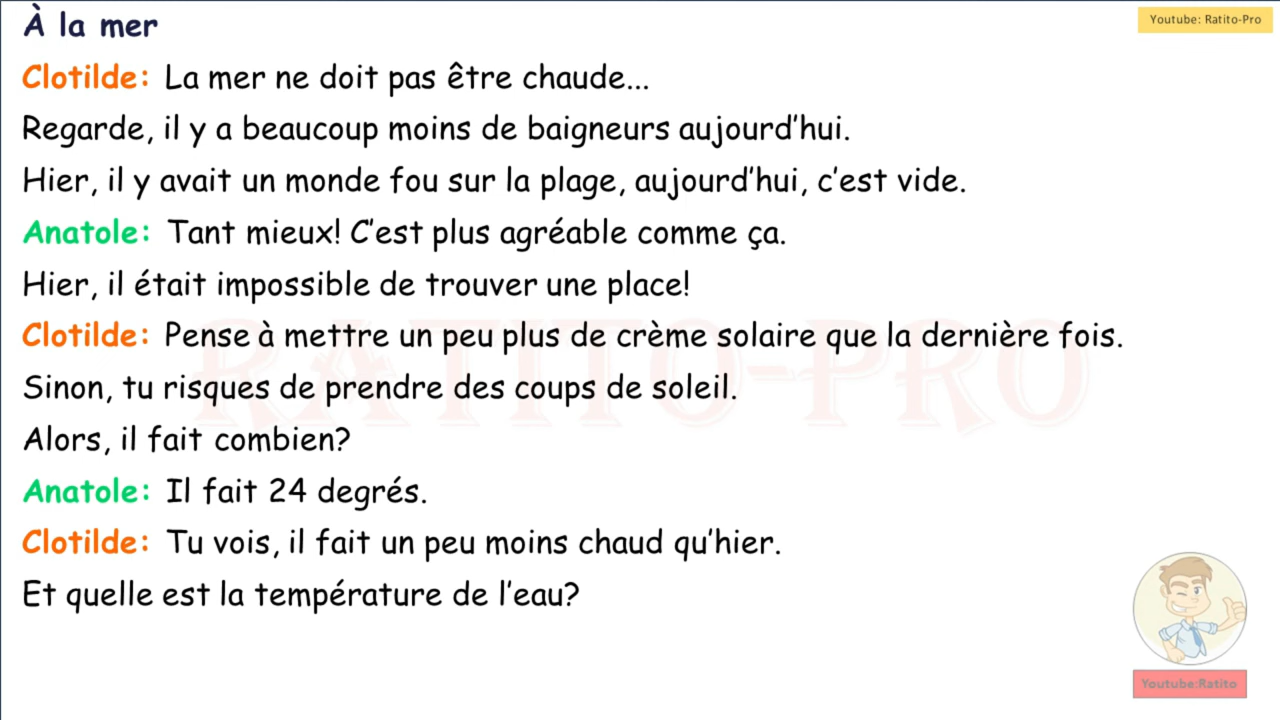 À la mer
Youtube: Ratito-Pro
Clotilde: La mer ne doit pas être chaude...
Regarde, il y a beaucoup moins de baigneurs aujourd'hui.
Hier, il y avait un monde fou sur la plage, aujourd'hui, c'est vide.
Anatole: Tant mieux! C'est plus agréable comme ça.
Hier, il était impossible de trouver une place!
Clotilde: Pense à mettre un peu plus de crème solaire que la dernière fois.
RATITO-PRO
Sinon, tu risques de prendre des coups de soleil.
Alors, il fait combien?
Anatole: Il fait 24 degrés.
Clotilde: Tu vois, il fait un peu moins chaud qu'hier.
Et quelle est la température de l'eau?
Youtube:Ratito